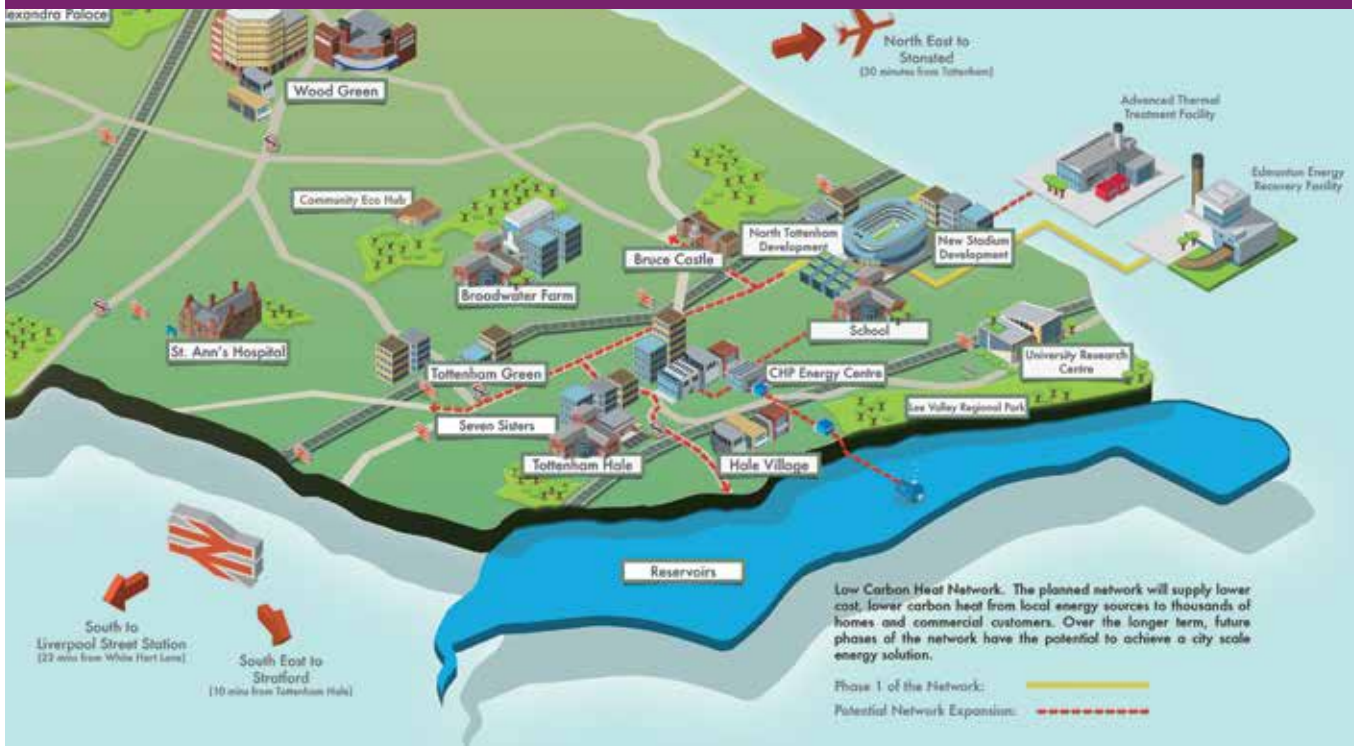 exandra Palace
Wood Green
North East to
Stansted
(30 minutes from Tottenham)
Advanced Thermal
Treatment Facility
Edmonton Energy
Recovery Facility
Community Eco Hub
North Tottenham
Development
New Stadium
Development
Bruce Castle
Broadwater Farm
School
St. Ann's Hospital
University Research
Centre
Tottenham Green
CHP Energy Centre
Lee Valley Regional Park
Seven Sisters
Tottenham Hale
Hale Village
Reservoirs
South to
Liverpool Street Station
(22 mins from White Hart Lane)
South East to
Stratford
(10 mins from Tottenham Hale)
Low Carbon Heat Network. The planned network will supply lower
cost, lower carbon heat from local energy sources to thousands of
homes and commercial customers. Over the longer term, future
phases of the network have the potential to achieve a city scale
energy solution.
Phase 1 of the Network:
Potential Network Expansion: